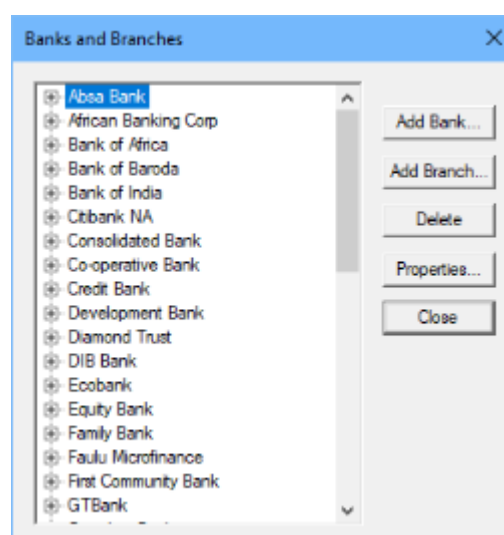 Banks and Branches
Absa Bank
African Banking Corp
Bank of Africa
Bank of Baroda
Bank of India
Citibank NA
Consolidated Bank
Co-operative Bank
Credit Bank
Development Bank
Diamond Trust
DIB Bank
Ecobank
Equity Bank
Family Bank
Faulu Microfinance
First Community Bank
GTBank
Add Bank...
Add Branch...
Delete
Properties...
Close